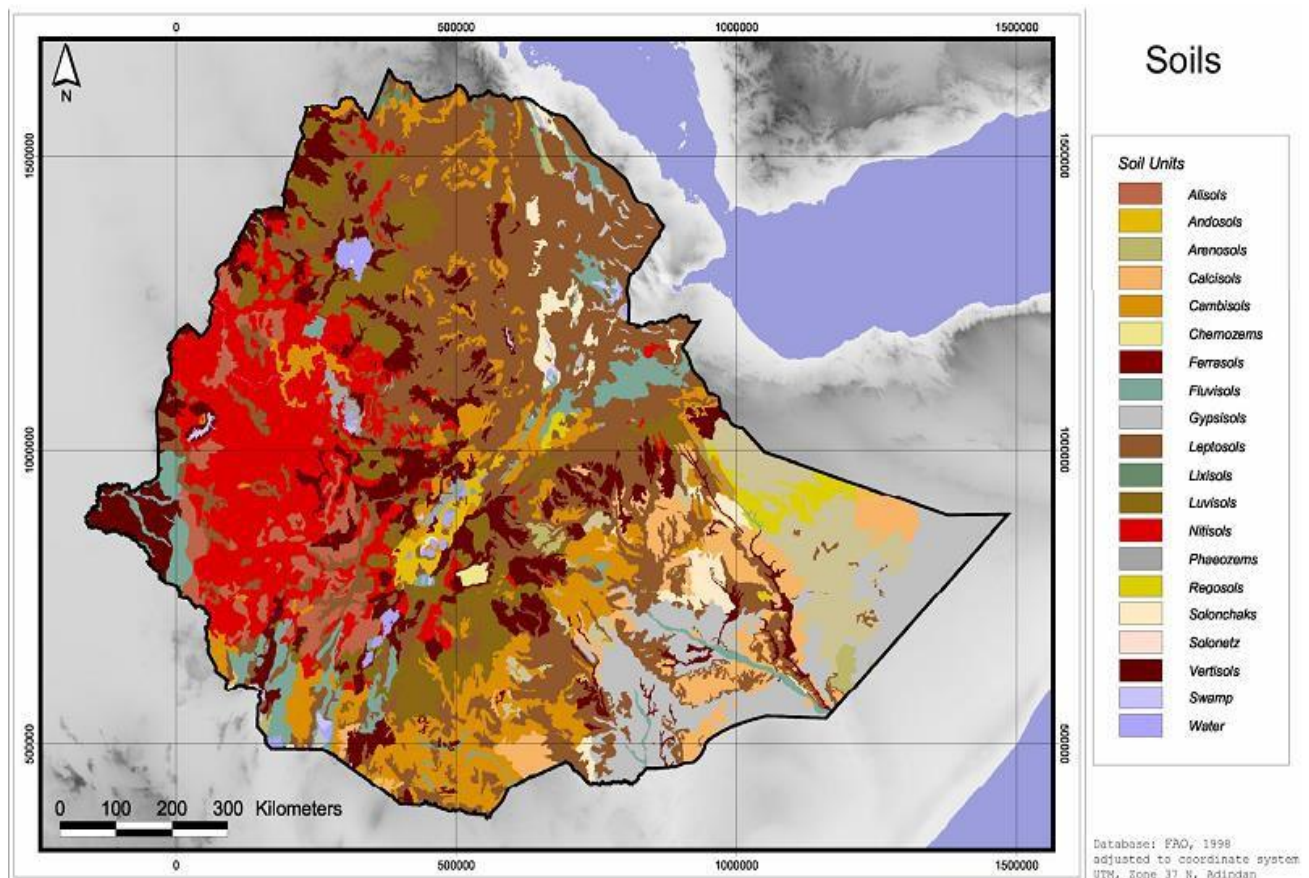 0 500000 1000000 1500000
N
1500000 1500000
1000000 1000000
500000 500000
0 100 200 300 Kilometers
0 500000 1000000 1500000
Soils
Soil Units
Alisols
Andosols
Arenosols
Calcisols
Cambisols
Chernozems
Ferrasols
Fluvisols
Gypsisols
Leptosols
Lixisols
Luvisols
Nitisols
Phaeozems
Regosols
Solonchaks
Solonetz
Vertisols
Swamp
Water
Database: FAO, 1998
adjusted to coordinate system
UTM, Zone 37 N, Adindan